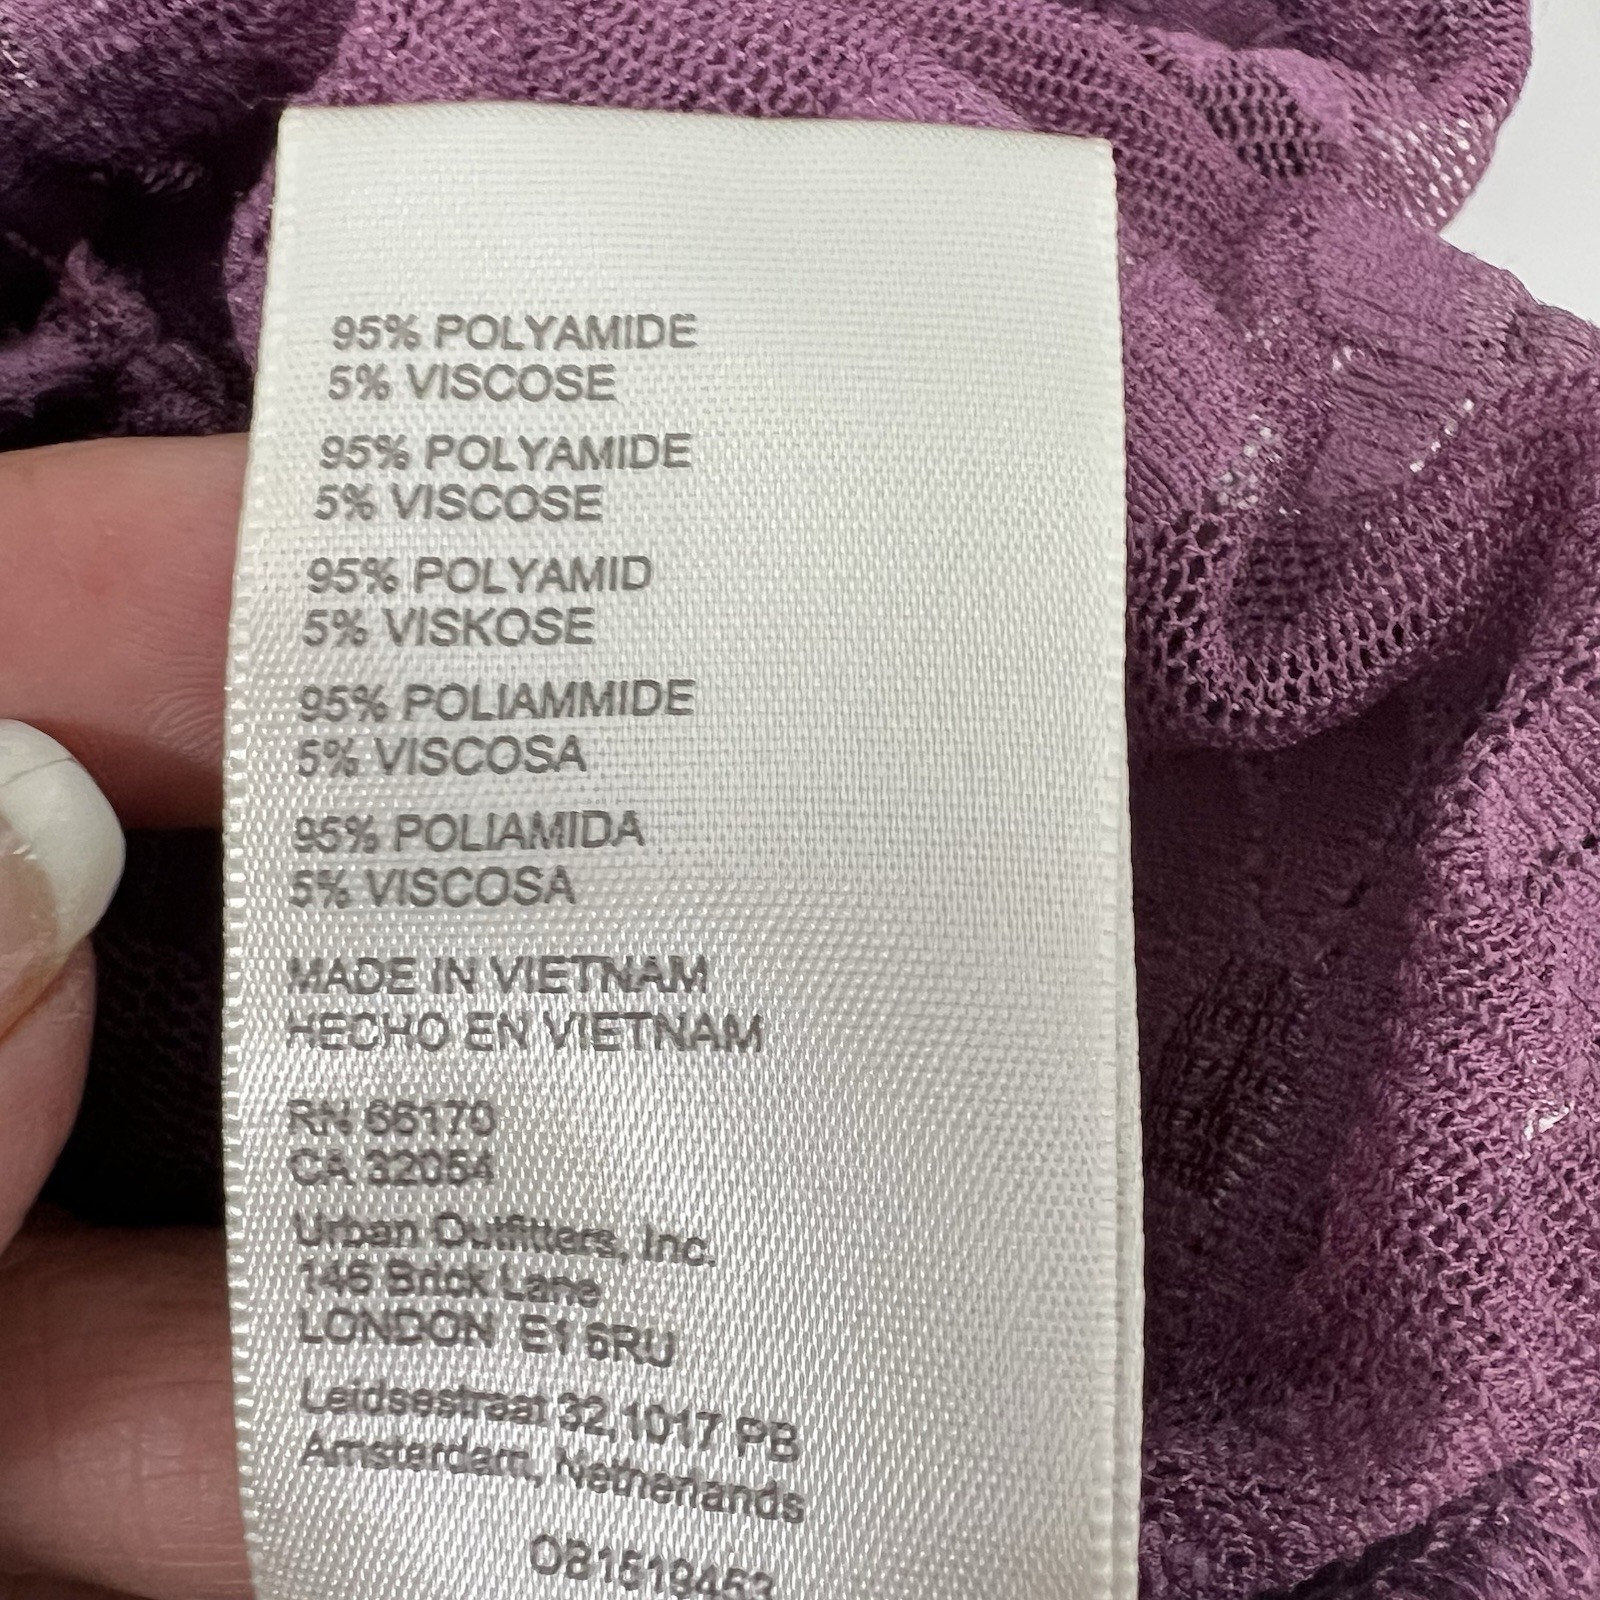 95% POLYAMIDE
5% VISCOSE
95% POLYAMIDE
5% VISCOSE
95% POLYAMID
5% VISKOSE
95% POLIAMMIDE
5% VISCOSA
95% POLIAMIDA
5% VISCOSA
MADE IN VIETNAM
HECHO EN VIETNAM
RN 66170
CA 32054
Urban Outfitters, Inc.
146 Brick Lane
LONDON E1 6RU
Leidsestraat 32,1017 PB
Amsterdam, Netherlands
OB1519453